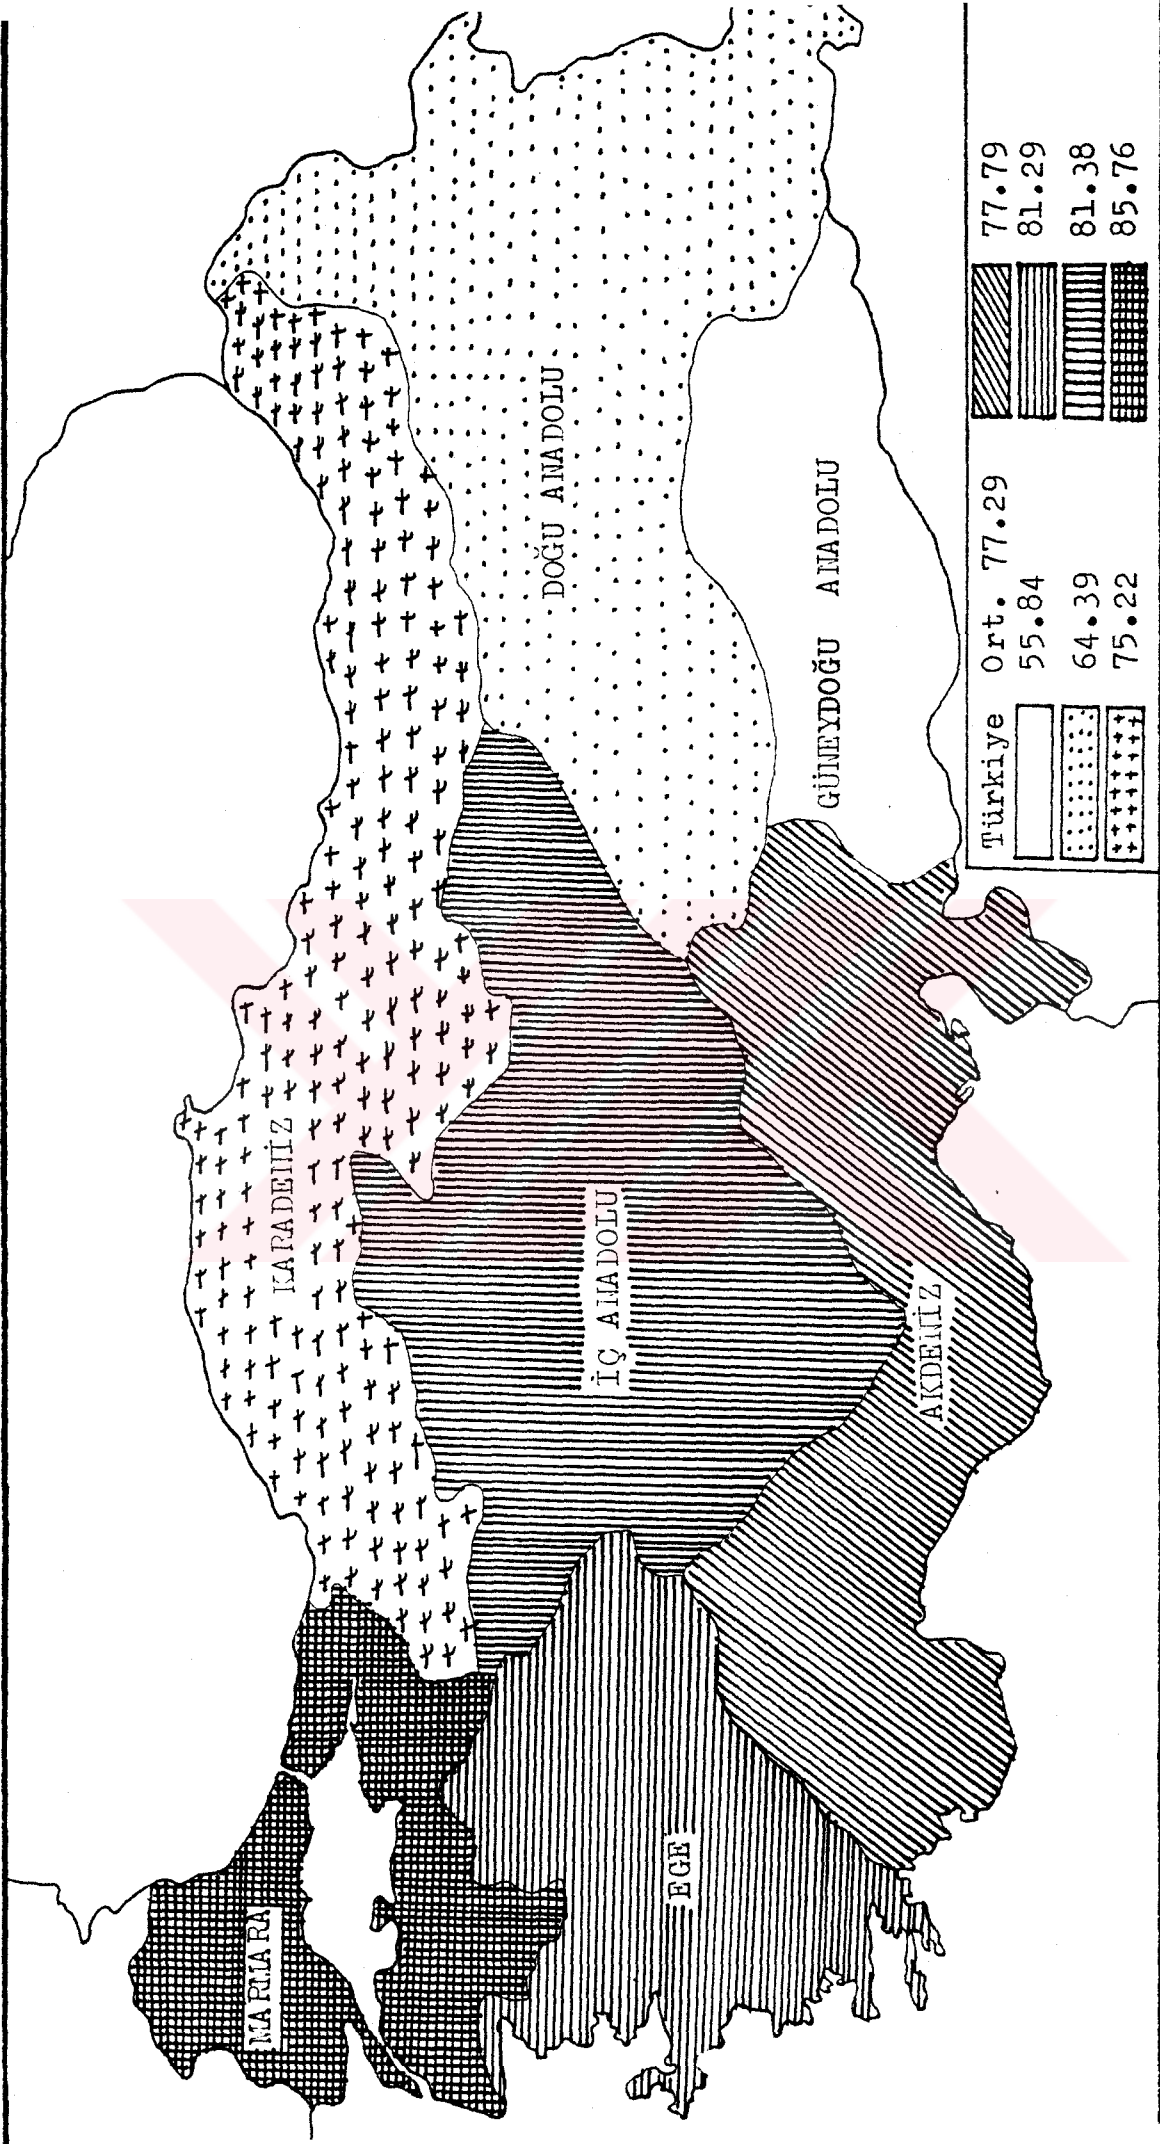 MARMARA
KARADENİZ
EGE
İÇ ANADOLU
DOĞU ANADOLU
AKDENİZ
GÜNEYDOĞU ANADOLU
Türkiye Ort. 77.29
55.84
64.39
75.22
77.79
81.29
81.38
85.76